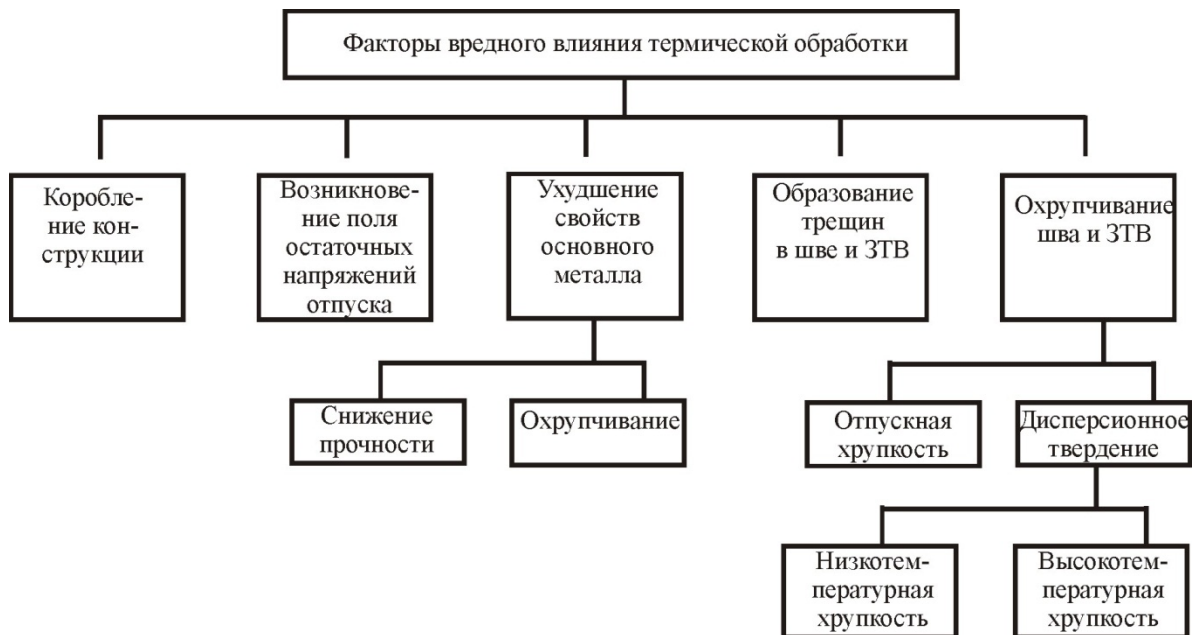 Факторы вредного влияния термической обработки
Коробле-
ние кон-
струкции
Возникнове-
ние поля
остаточных
напряжений
отпуска
Ухудшение
свойств
основного
металла
Образование
трещин
в шве и ЗТВ
Охрупчивание
шва и ЗТВ
Снижение
прочности
Охрупчивание
Отпускная
хрупкость
Дисперсионное
твердение
Низкотем-
пературная
хрупкость
Высокотем-
пературная
хрупкость